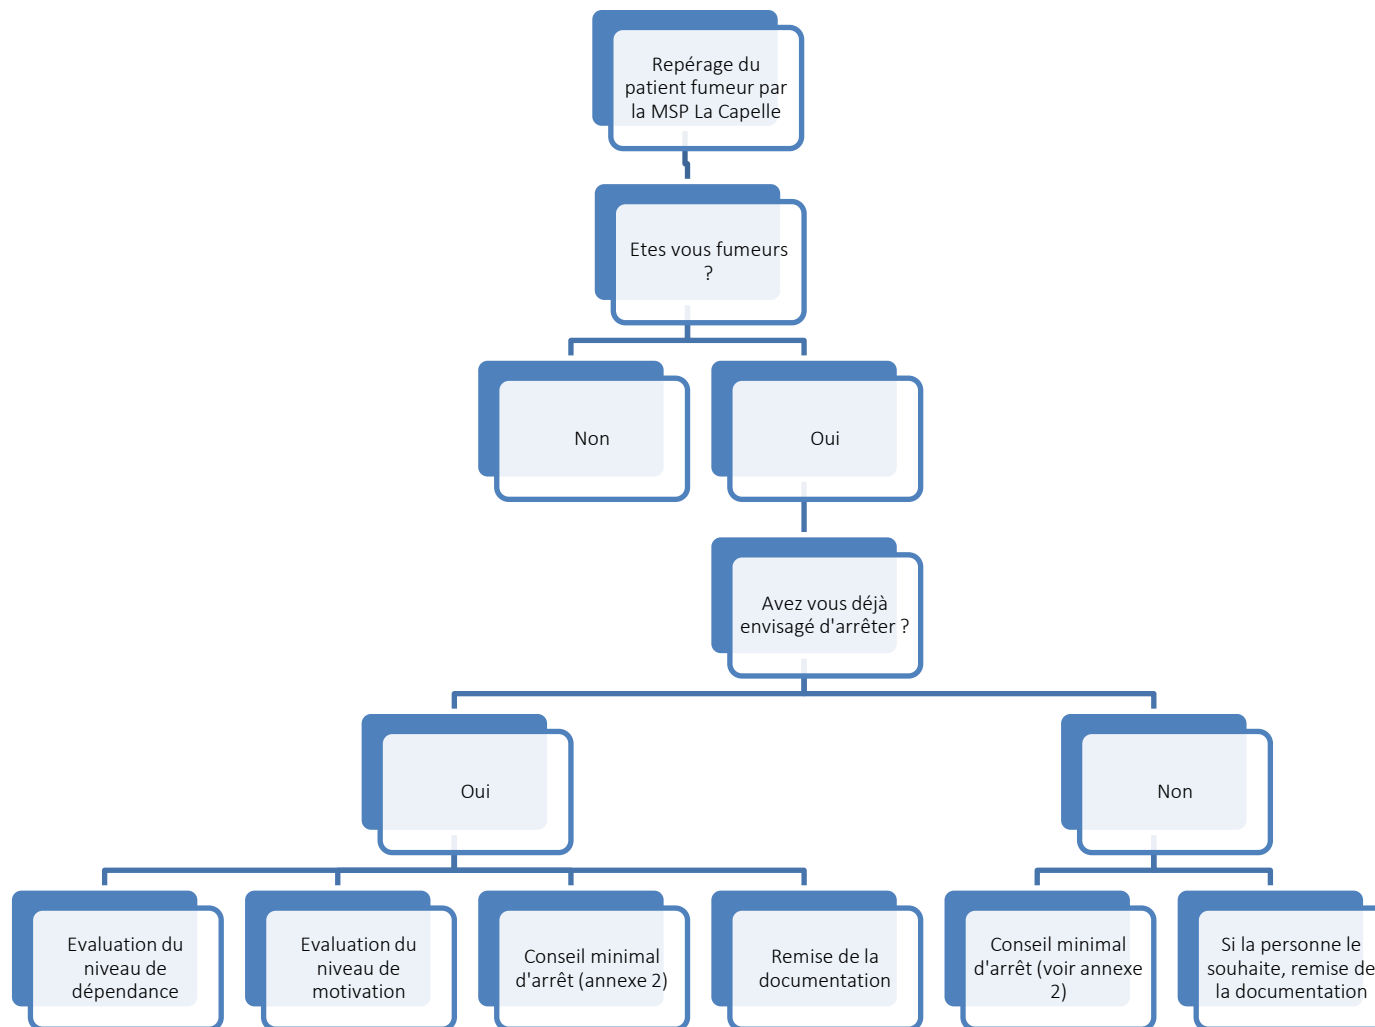 Repérage du
patient fumeur par
la MSP La Capelle
Etes vous fumeurs
?
Non
Oui
Avez vous déjà
envisagé d'arrêter ?
Oui
Non
Evaluation du
niveau de
dépendance
Evaluation du
niveau de
motivation
Conseil minimal
d'arrêt (annexe 2)
Remise de la
documentation
Conseil minimal
d'arrêt (voir annexe
2)
Si la personne le
souhaite, remise de
la documentation